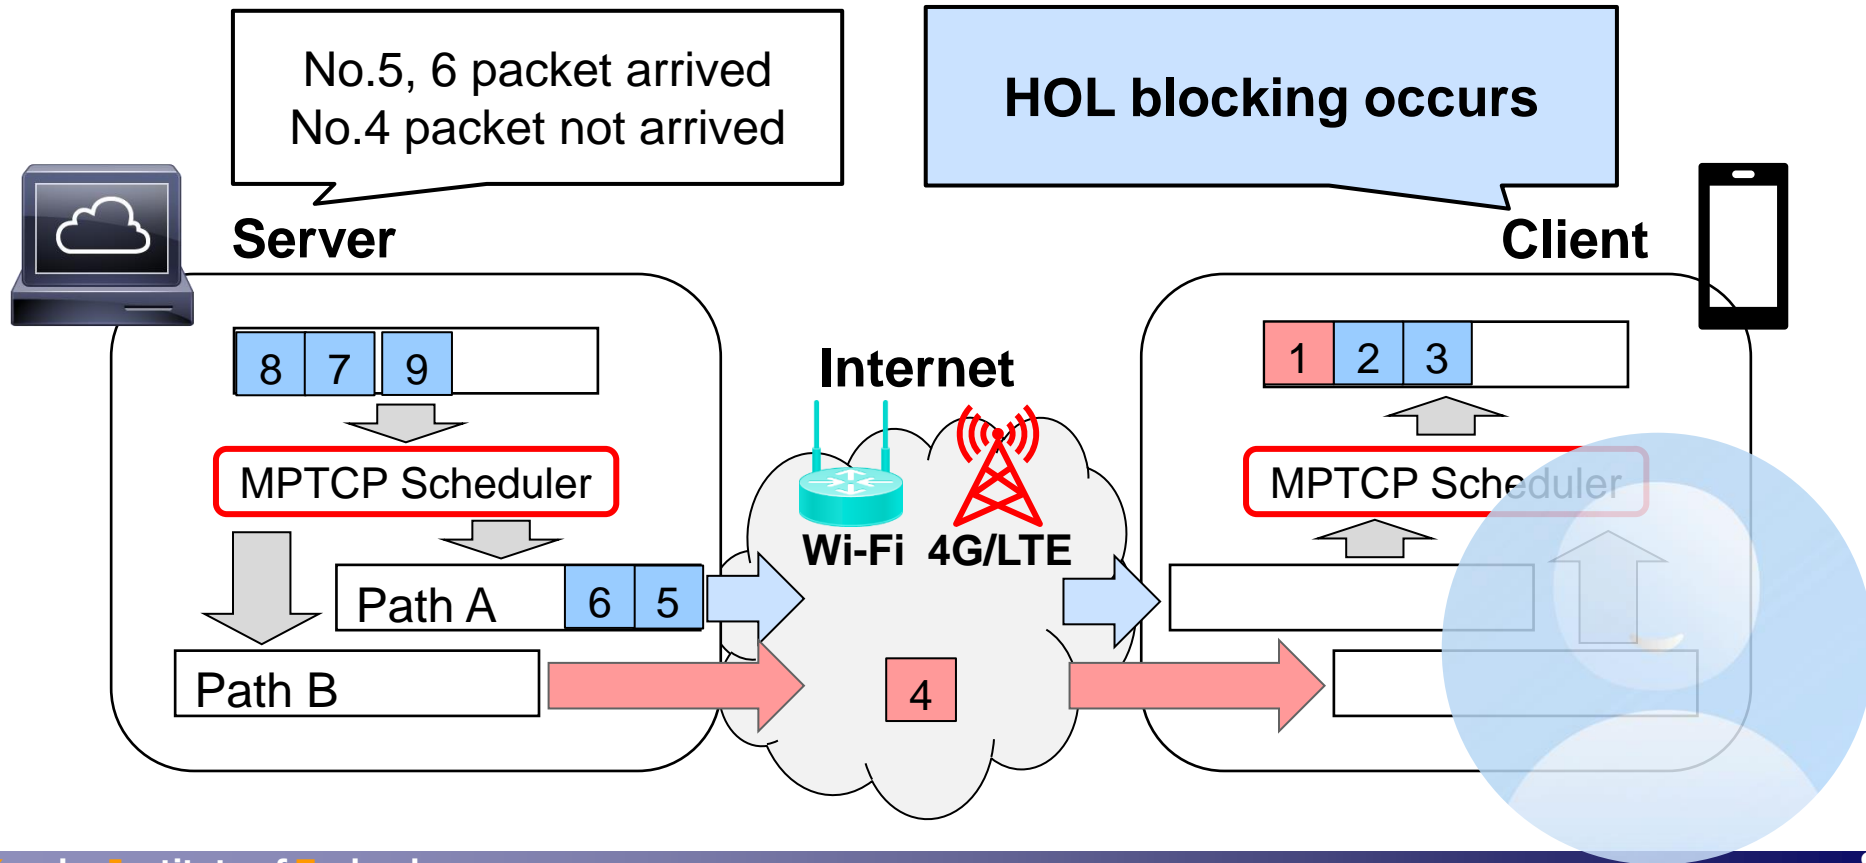 No.5, 6 packet arrived
No.4 packet not arrived
HOL blocking occurs
Server
Client
8 7 9
1 2 3
Internet
MPTCP Scheduler
MPTCP Scheduler
Wi-Fi 4G/LTE
Path A 6 5
Path B
4